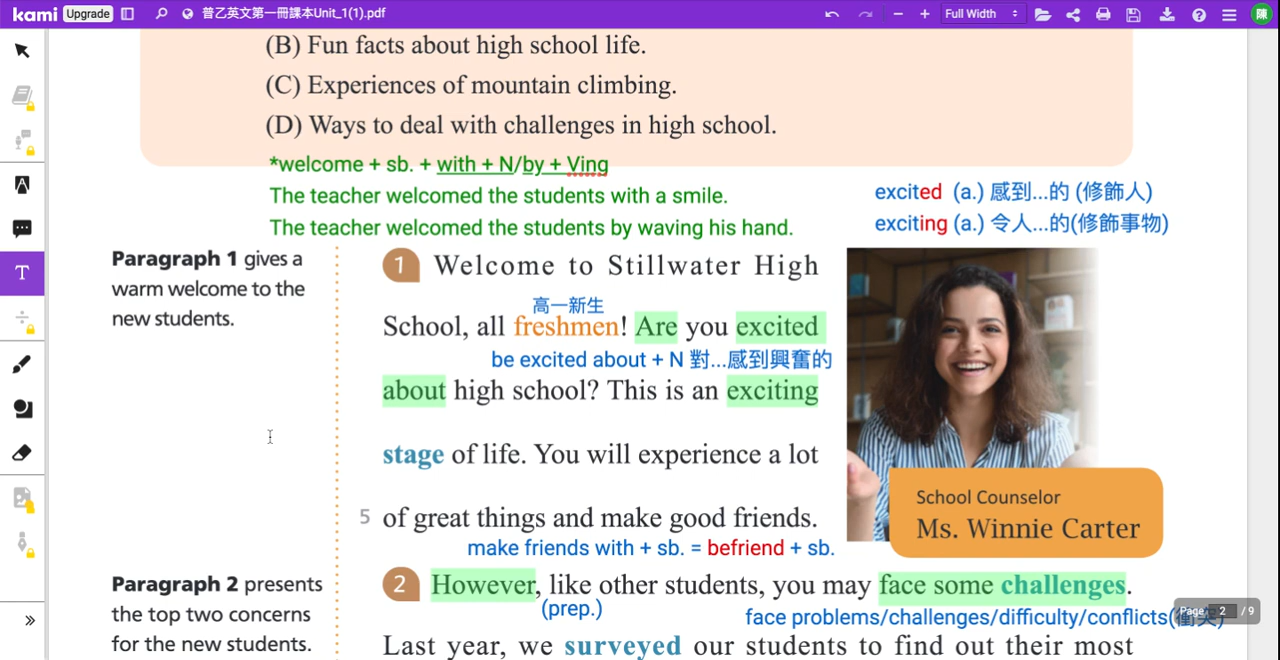 kami Upgrade 普乙英文第一冊課本Unit_1(1).pdf Full Width 陳
(B) Fun facts about high school life.
(C) Experiences of mountain climbing.
(D) Ways to deal with challenges in high school.
*welcome + sb. + with + N/by + Ving
The teacher welcomed the students with a smile.
The teacher welcomed the students by waving his hand.
excited (a.) 感到...的 (修飾人)
exciting (a.) 令人...的(修飾事物)
Paragraph 1 gives a
warm welcome to the
new students.
1 Welcome to Stillwater High
高一新生
School, all freshmen! Are you excited
be excited about + N 對...感到興奮的
about high school? This is an exciting
stage of life. You will experience a lot
5 of great things and make good friends.
make friends with + sb. = befriend + sb.
School Counselor
Ms. Winnie Carter
Paragraph 2 presents
the top two concerns
for the new students.
2 However, like other students, you may face some challenges.
(prep.)
face problems/challenges/difficulty/conflicts(衝突)
Last year, we surveyed our students to find out their most
Page: 2 / 9